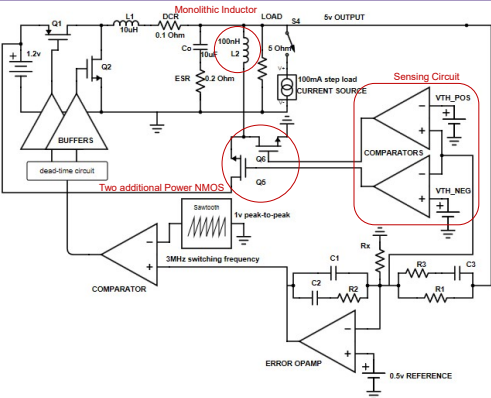 Monolithic Inductor
Q1
L1
10uH
DCR
0.1 Ohm
LOAD
S4
5v OUTPUT
1.2v
Q2
Co
10uF
100nH
L2
5 Ohm
ESR
0.2 Ohm
V+
100mA step load
CURRENT SOURCE
V-
Sensing Circuit
VTH_POS
BUFFERS
dead-time circuit
Q6
Q5
COMPARATORS
VTH_NEG
Two additional Power NMOS
Sawtooth
1v peak-to-peak
3MHz switching frequency
COMPARATOR
Rx
C1
C2
R2
R3
C3
R1
ERROR OPAMP
0.5v REFERENCE